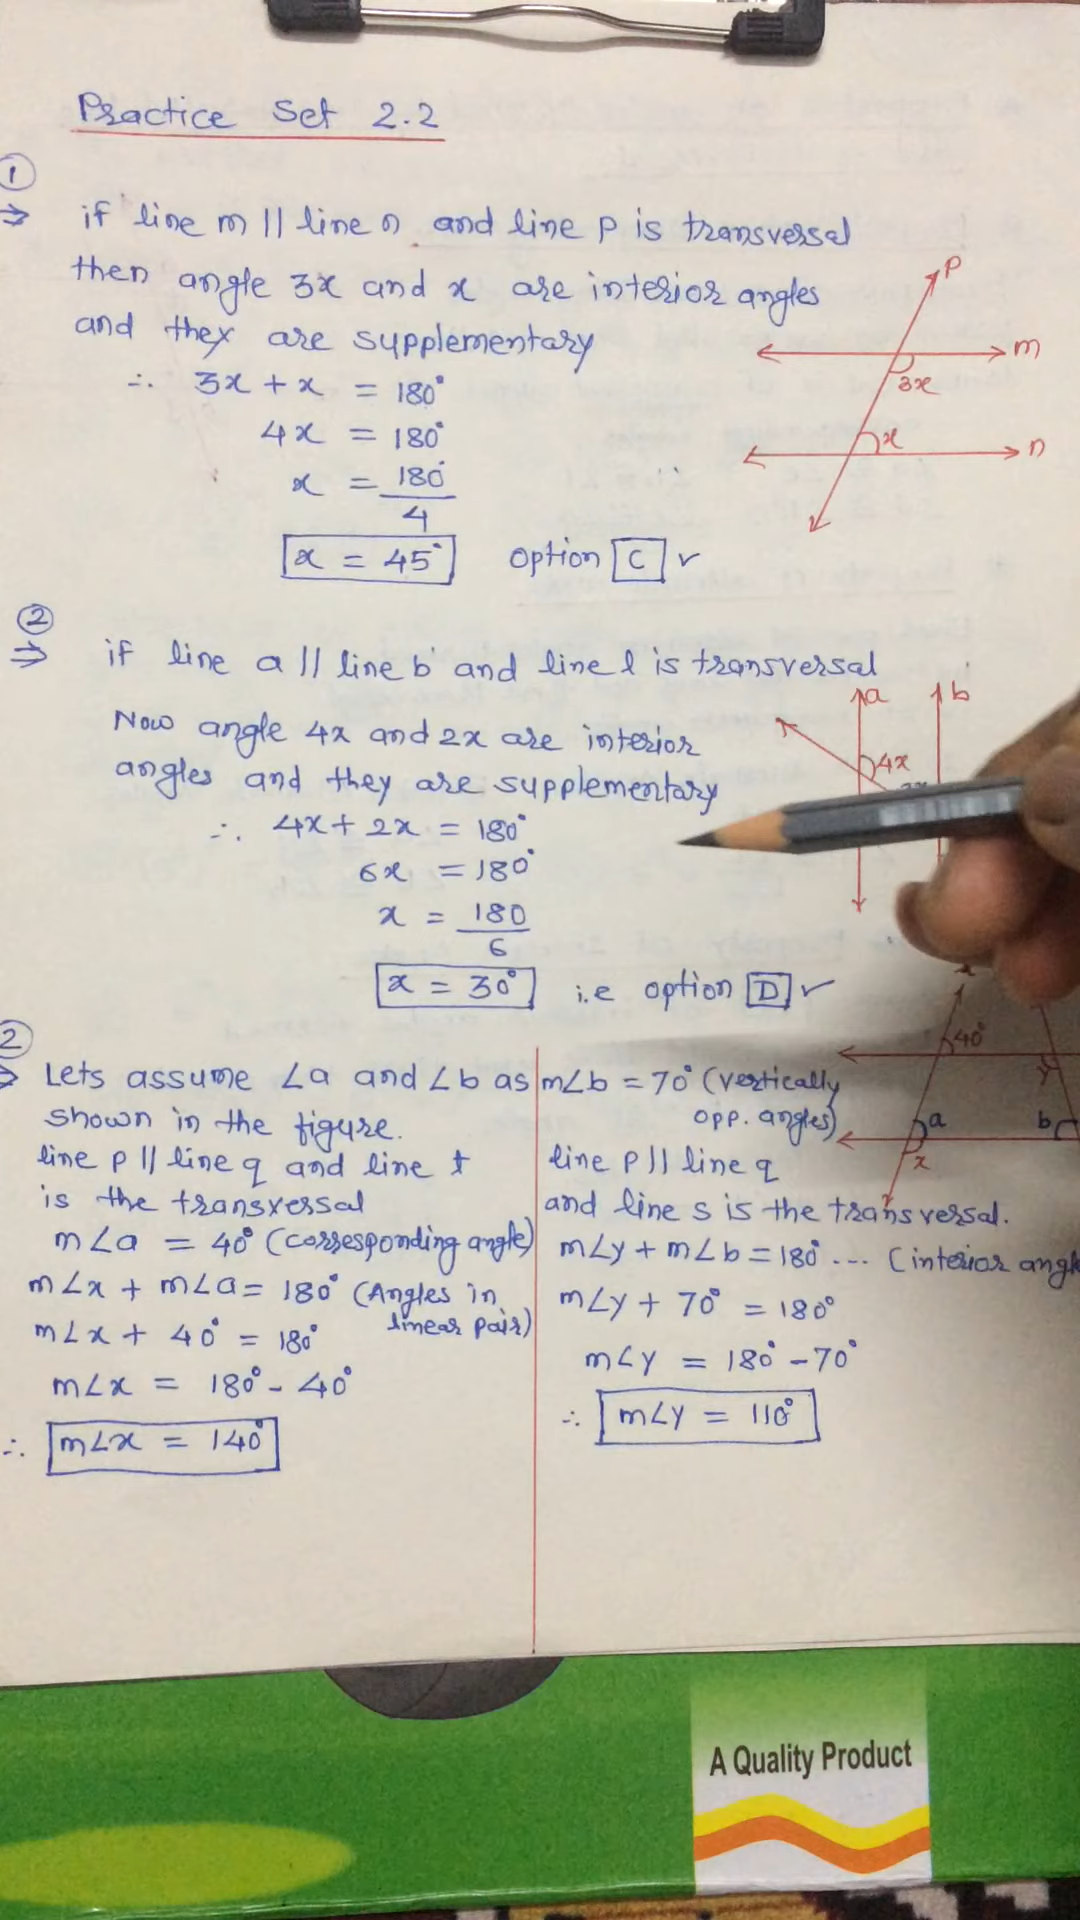 Practice Set 2.2
①
⇒ if line m || line n and line p is transversal
then angle 3x and x are interior angles
and they are supplementary
∴ 3x + x = 180°
4x = 180°
x = 180°/4
x = 45° option C ✓
P
m
3x
x
n
②
⇒ if line a || line b and line l is transversal
Now angle 4x and 2x are interior
angles and they are supplementary
∴ 4x + 2x = 180°
6x = 180°
x = 180/6
x = 30° i.e option D ✓
a
b
4x
2
Lets assume ∠a and ∠b as
shown in the figure.
line p || line q and line t
is the transversal
m∠a = 40° (corresponding angle)
m∠x + m∠a = 180° (Angles in
linear pair)
m∠x + 40° = 180°
m∠x = 180° - 40°
∴ m∠x = 140°
m∠b = 70° (vertically
opp. angles)
line p || line q
and line s is the transversal.
m∠y + m∠b = 180° ... (interior angl
m∠y + 70° = 180°
m∠y = 180° - 70°
∴ m∠y = 110°
40°
y
a
b
x
A Quality Product